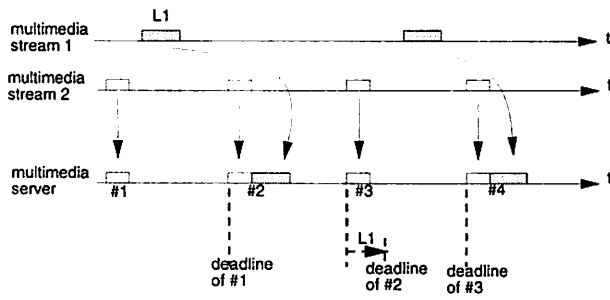 L1
multimedia
stream 1
t
multimedia
stream 2
t
multimedia
server
#1
#2
#3
#4
t
L1
deadline
of #1
deadline
of #2
deadline
of #3